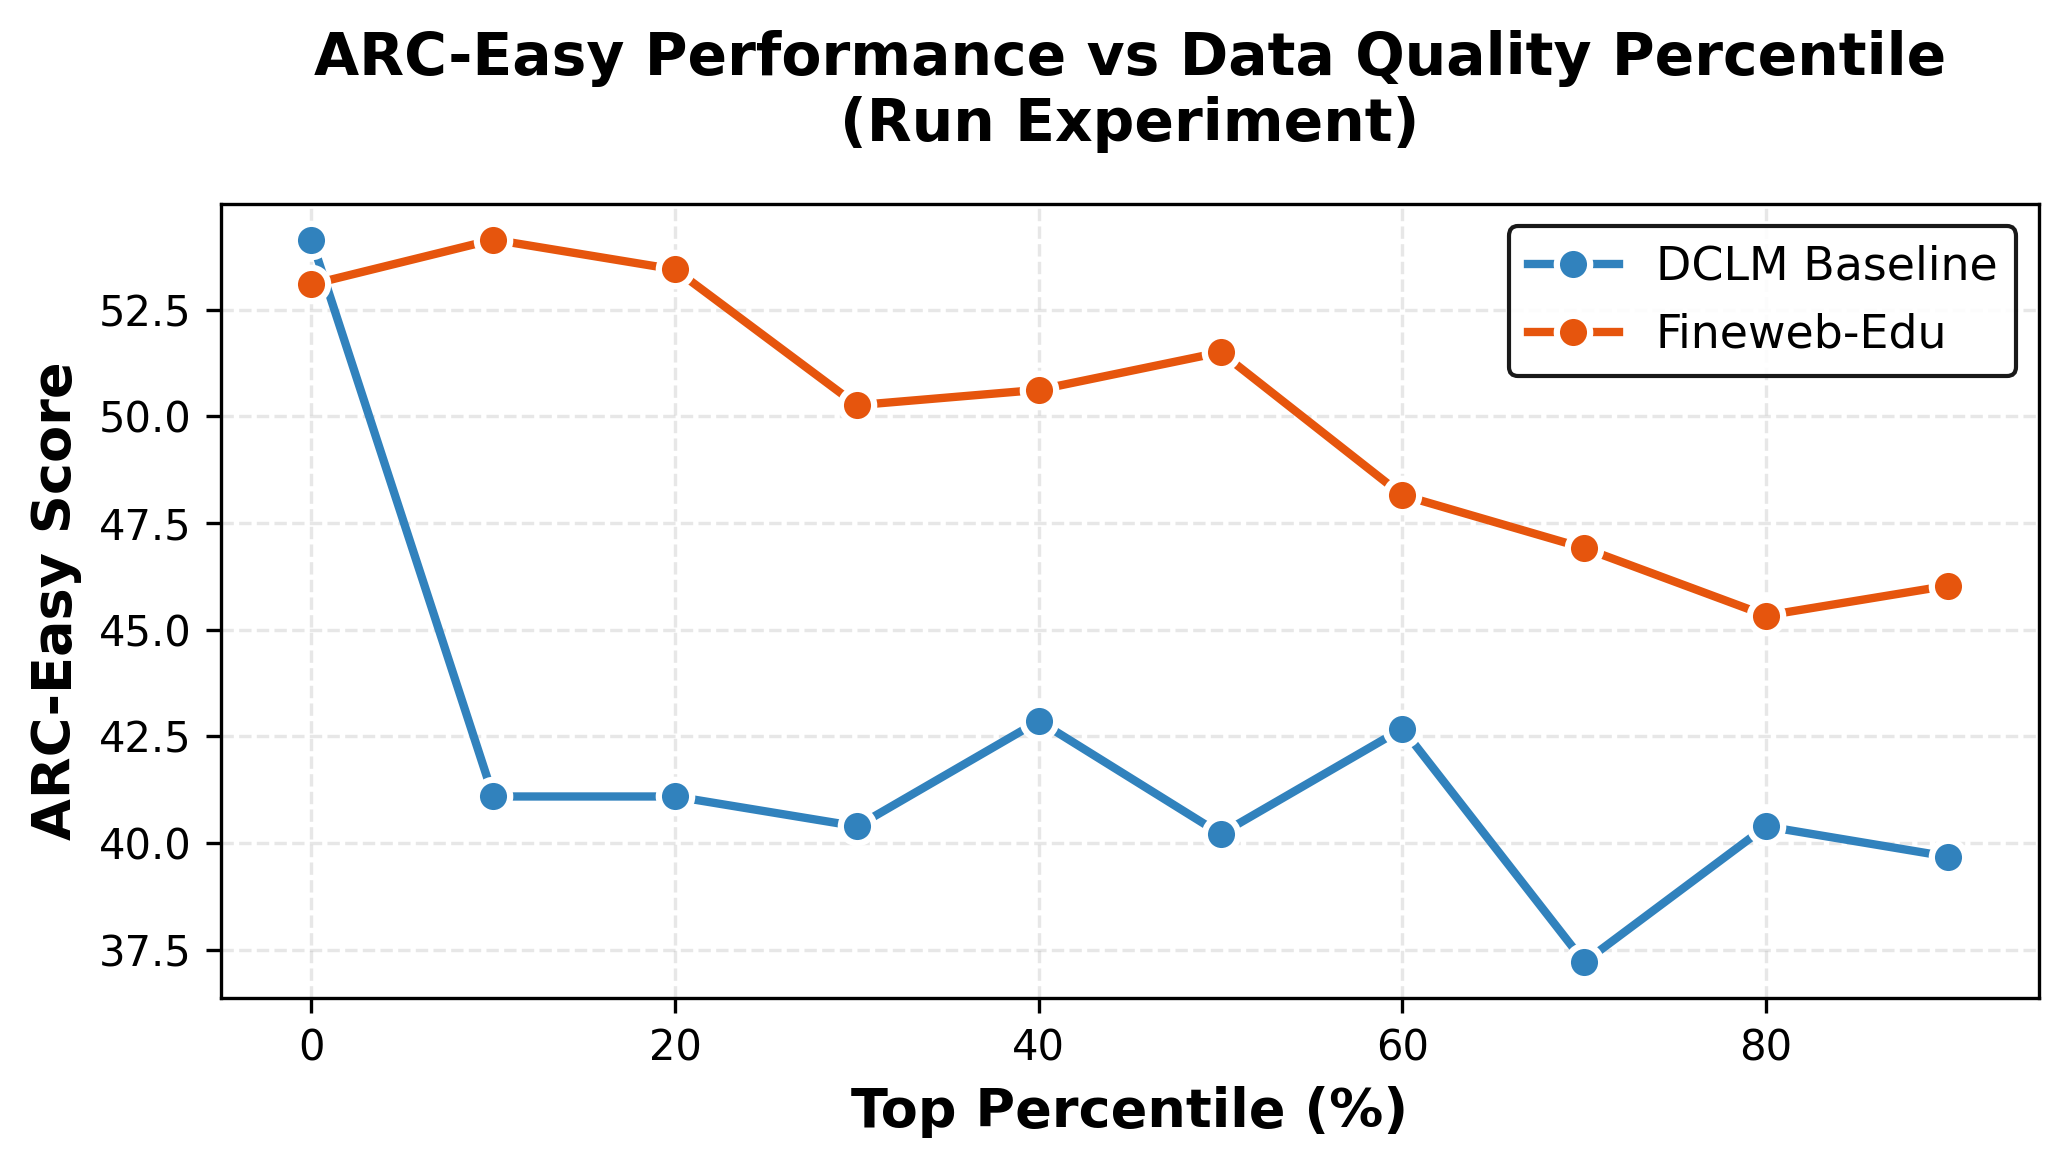 ARC-Easy Performance vs Data Quality Percentile
(Run Experiment)
DCLM Baseline
Fineweb-Edu
ARC-Easy Score
52.5
50.0
47.5
45.0
42.5
40.0
37.5
0 20 40 60 80
Top Percentile (%)